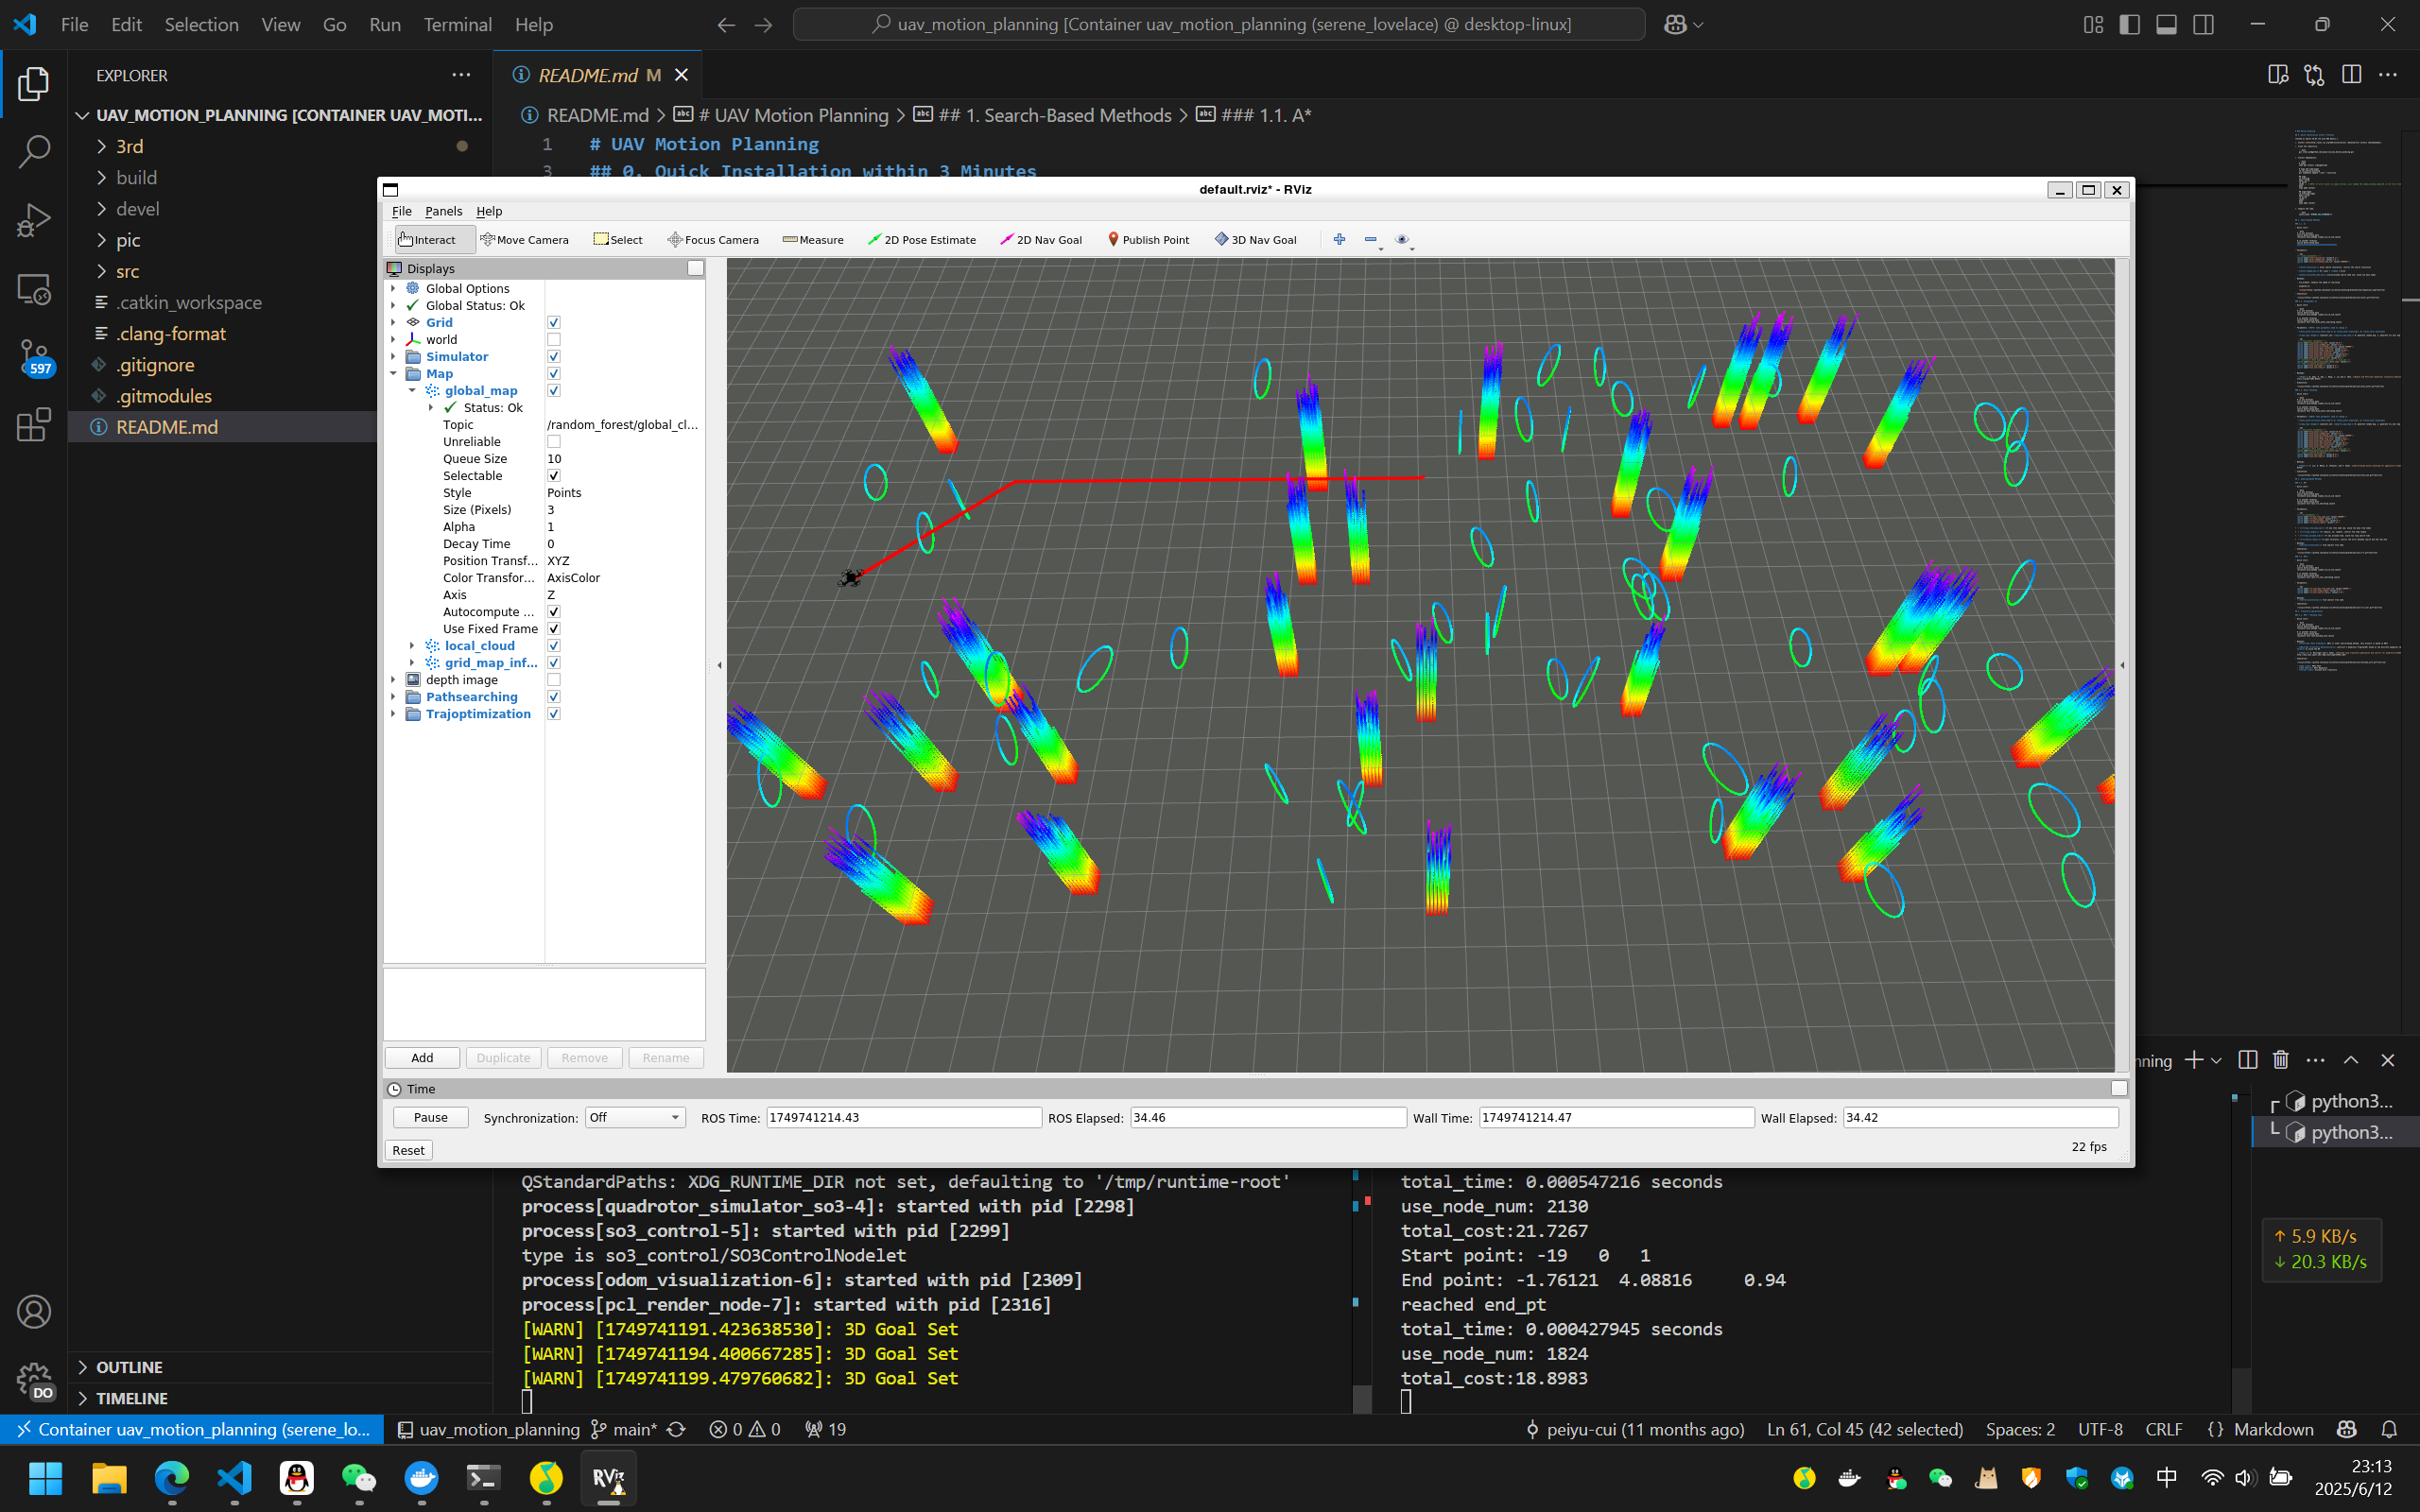 File Edit Selection View Go Run Terminal Help
uav_motion_planning [Container uav_motion_planning (serene_lovelace) @ desktop-linux]
EXPLORER
README.md M
UAV_MOTION_PLANNING [CONTAINER UAV_MOTI...
3rd
build
devel
pic
src
.catkin_workspace
.clang-format
.gitignore
597
.gitmodules
README.md
README.md > # UAV Motion Planning > ## 1. Search-Based Methods > ### 1.1. A*
1 # UAV Motion Planning
3 ## 0. Quick Installation within 3 Minutes
default.rviz* - RViz
File Panels Help
Interact Move Camera Select Focus Camera Measure 2D Pose Estimate 2D Nav Goal Publish Point 3D Nav Goal
Displays
Global Options
Global Status: Ok
Grid
world
Simulator
Map
global_map
Status: Ok
Topic /random_forest/global_cl...
Unreliable
Queue Size 10
Selectable
Style Points
Size (Pixels) 3
Alpha 1
Decay Time 0
Position Transf... XYZ
Color Transfor... AxisColor
Axis Z
Autocompute ...
Use Fixed Frame
local_cloud
grid_map_inf...
depth image
Pathsearching
Trajoptimization
Add Duplicate Remove Rename
Time
Pause Synchronization: Off ROS Time: 1749741214.43 ROS Elapsed: 34.46 Wall Time: 1749741214.47 Wall Elapsed: 34.42
Reset 22 fps
nning
python3...
python3...
QStandardPaths: XDG_RUNTIME_DIR not set, defaulting to '/tmp/runtime-root'
process[quadrotor_simulator_so3-4]: started with pid [2298]
process[so3_control-5]: started with pid [2299]
type is so3_control/SO3ControlNodelet
process[odom_visualization-6]: started with pid [2309]
process[pcl_render_node-7]: started with pid [2316]
[WARN] [1749741191.423638530]: 3D Goal Set
[WARN] [1749741194.400667285]: 3D Goal Set
[WARN] [1749741199.479760682]: 3D Goal Set
total_time: 0.000547216 seconds
use_node_num: 2130
total_cost:21.7267
Start point: -19 0 1
End point: -1.76121 4.08816 0.94
reached end_pt
total_time: 0.000427945 seconds
use_node_num: 1824
total_cost:18.8983
↑ 5.9 KB/s
↓ 20.3 KB/s
OUTLINE
DO
TIMELINE
Container uav_motion_planning (serene_lo... uav_motion_planning main* 0 0 19 peiyu-cui (11 months ago) Ln 61, Col 45 (42 selected) Spaces: 2 UTF-8 CRLF {} Markdown
RViz
中
23:13
2025/6/12